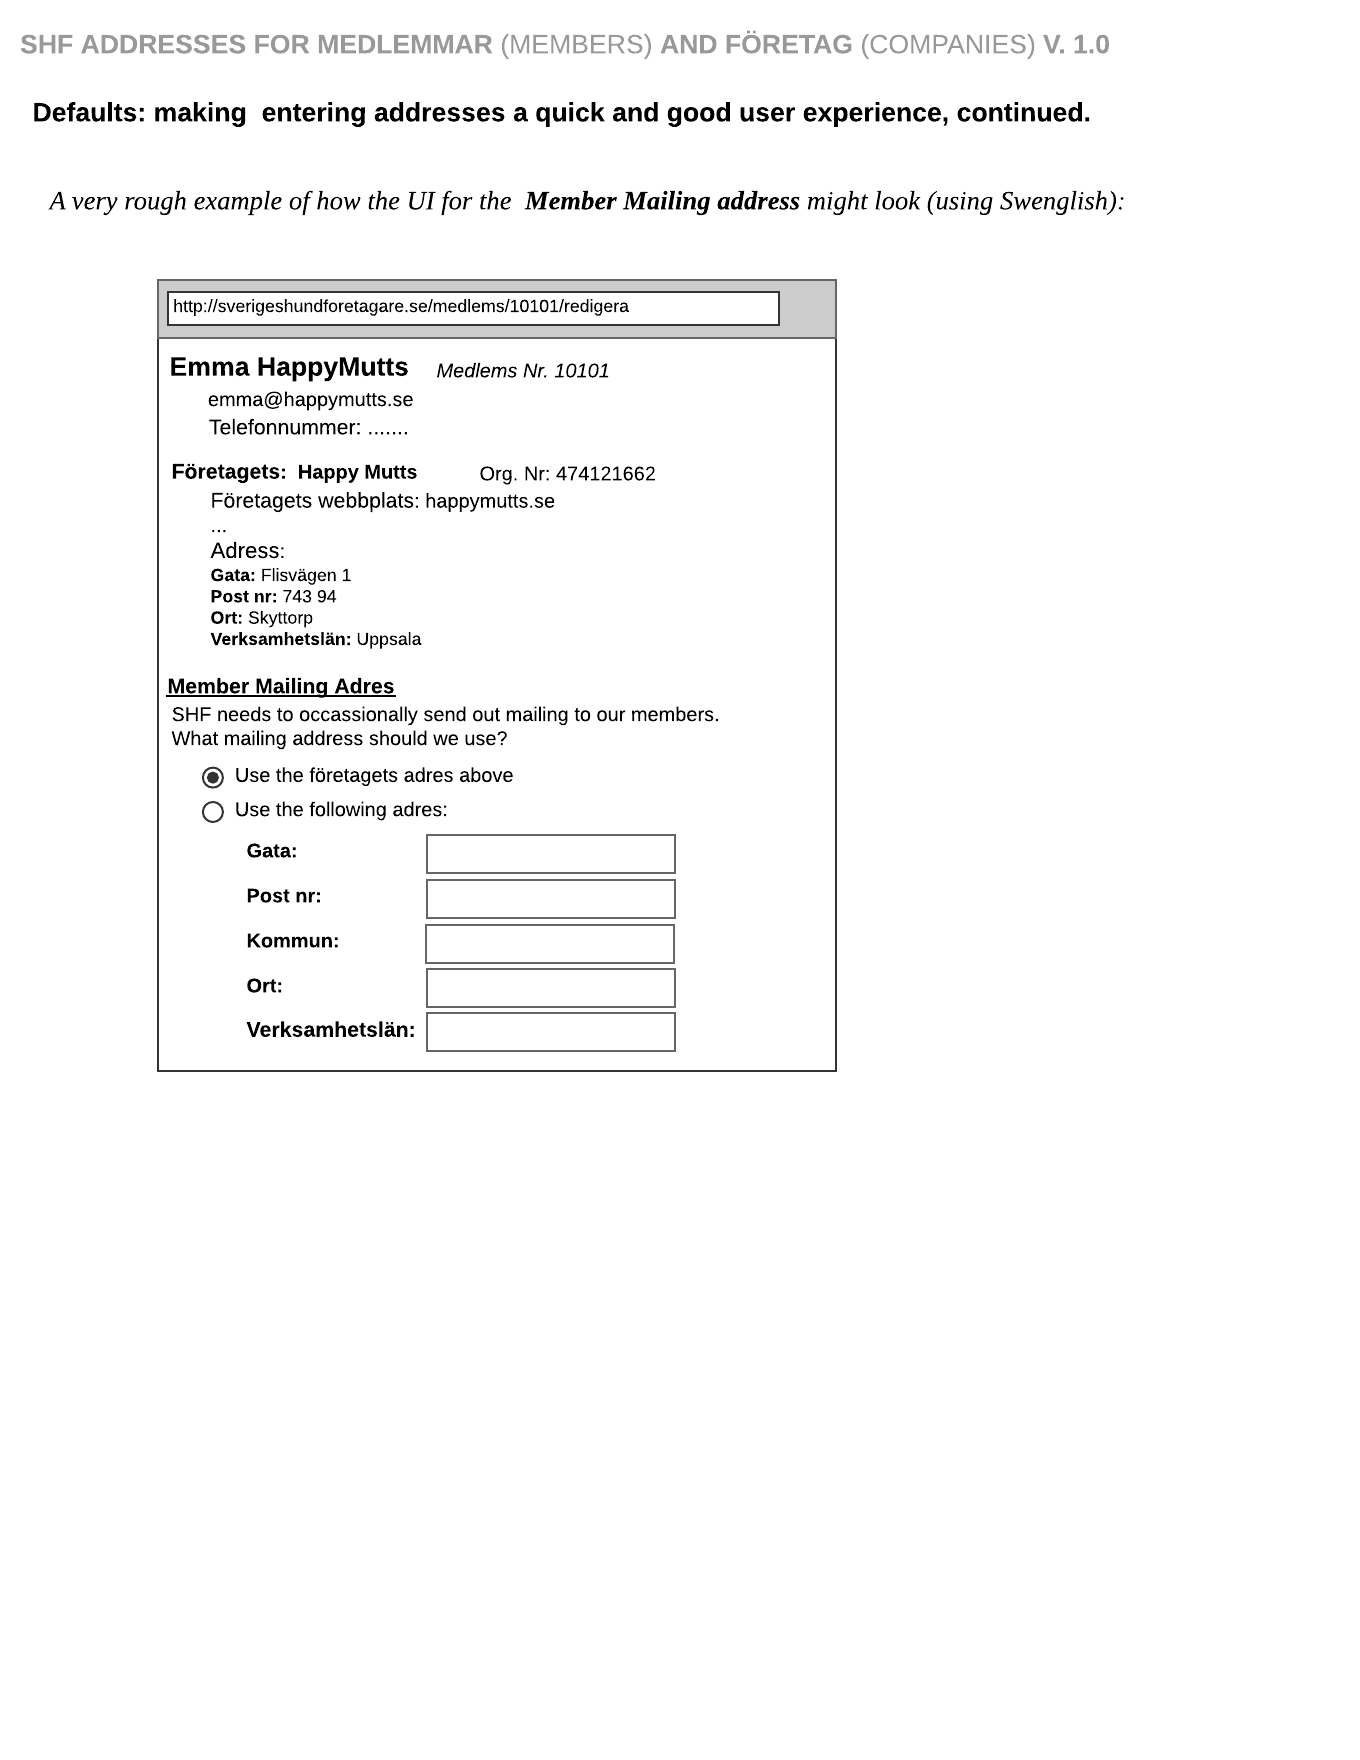 SHF ADDRESSES FOR MEDLEMMAR (MEMBERS) AND FÖRETAG (COMPANIES) V. 1.0
Defaults: making  entering addresses a quick and good user experience, continued.
A very rough example of how the UI for the  Member Mailing address might look (using Swenglish):
http://sverigeshundforetagare.se/medlems/10101/redigera
Emma HappyMutts Medlems Nr. 10101
emma@happymutts.se
Telefonnummer: .......
Företagets:  Happy Mutts Org. Nr: 474121662
Företagets webbplats: happymutts.se
...
Adress:
Gata: Flisvägen 1
Post nr: 743 94
Ort: Skyttorp
Verksamhetslän: Uppsala
Member Mailing Adres
SHF needs to occassionally send out mailing to our members.
What mailing address should we use?
Use the företagets adres above
Use the following adres:
Gata:
Post nr:
Kommun:
Ort:
Verksamhetslän: